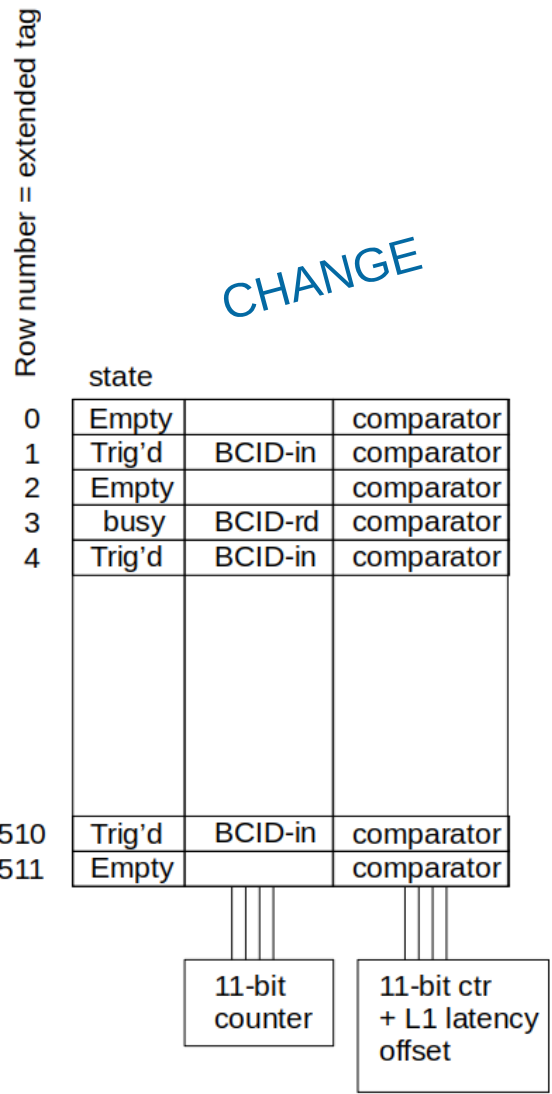 Row number = extended tag
CHANGE
state
0 Empty comparator
1 Trig’d BCID-in comparator
2 Empty comparator
3 busy BCID-rd comparator
4 Trig’d BCID-in comparator
510 Trig’d BCID-in comparator
511 Empty comparator
11-bit
counter
11-bit ctr
+ L1 latency
offset